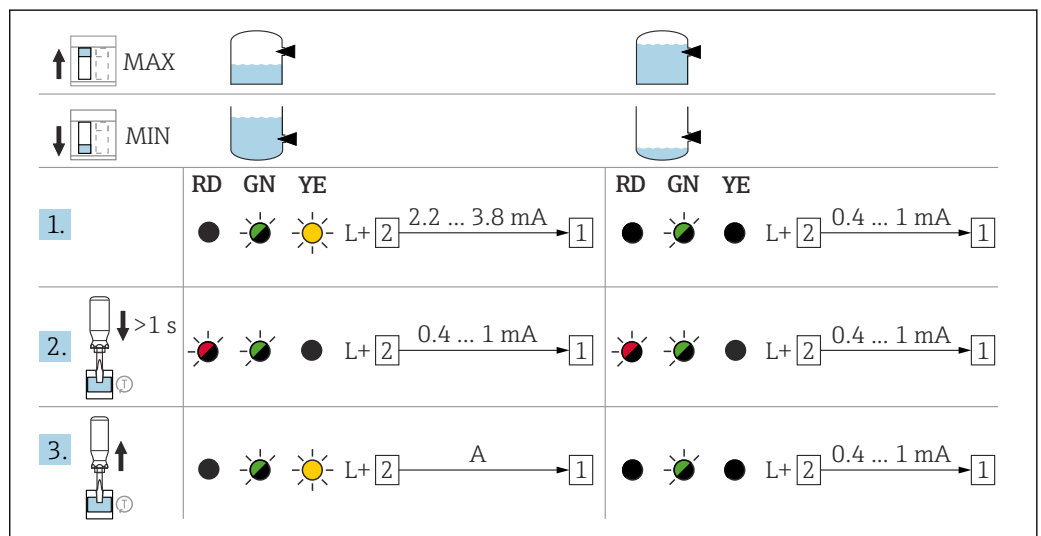 MAX
MIN
RD GN YE RD GN YE
1. L+ 2 2.2 ... 3.8 mA 1 L+ 2 0.4 ... 1 mA 1
2. >1 s T L+ 2 0.4 ... 1 mA 1 L+ 2 0.4 ... 1 mA 1
3. T L+ 2 A 1 L+ 2 0.4 ... 1 mA 1